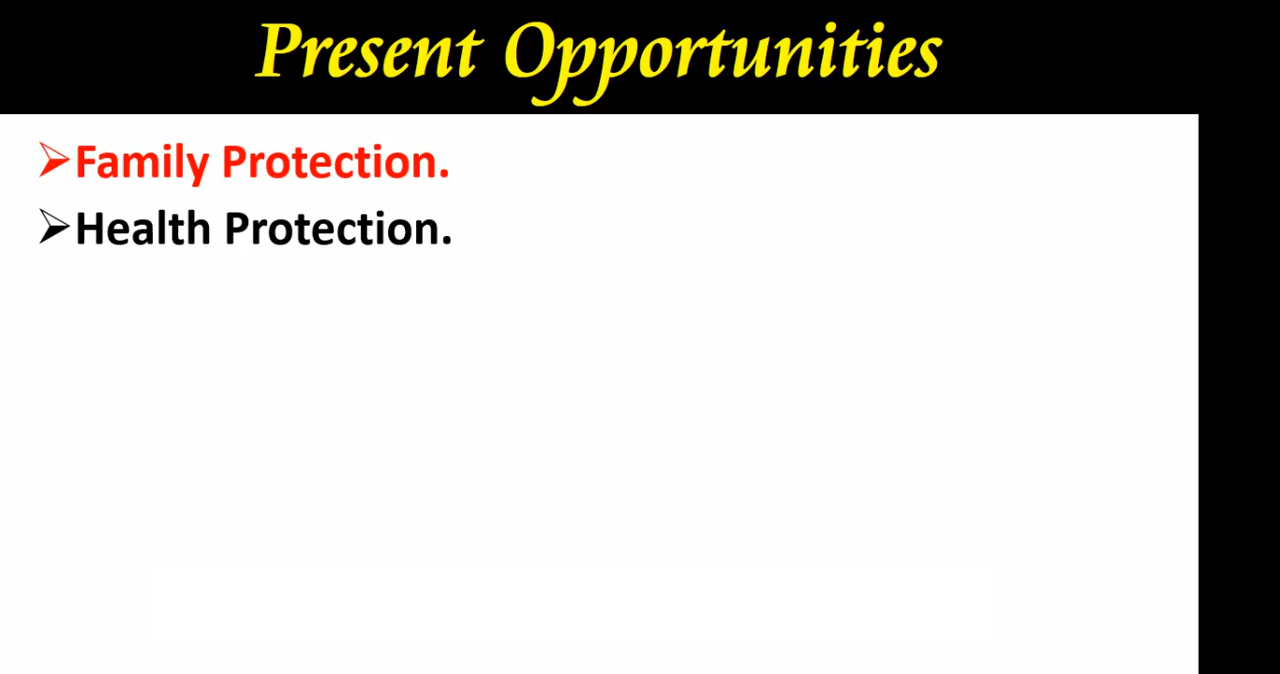 Present Opportunities
➢Family Protection.
➢Health Protection.